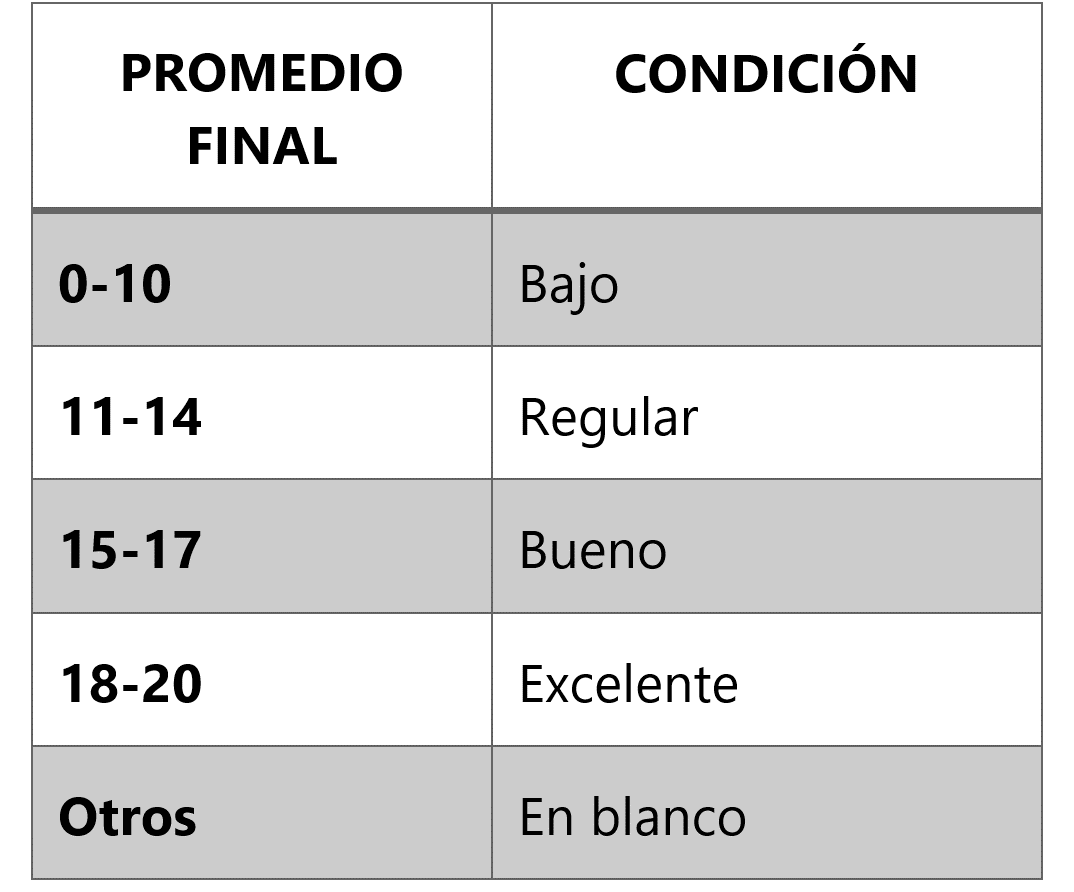 PROMEDIO
FINAL
CONDICIÓN
0-10
Bajo
11-14
Regular
15-17
Bueno
18-20
Excelente
Otros
En blanco